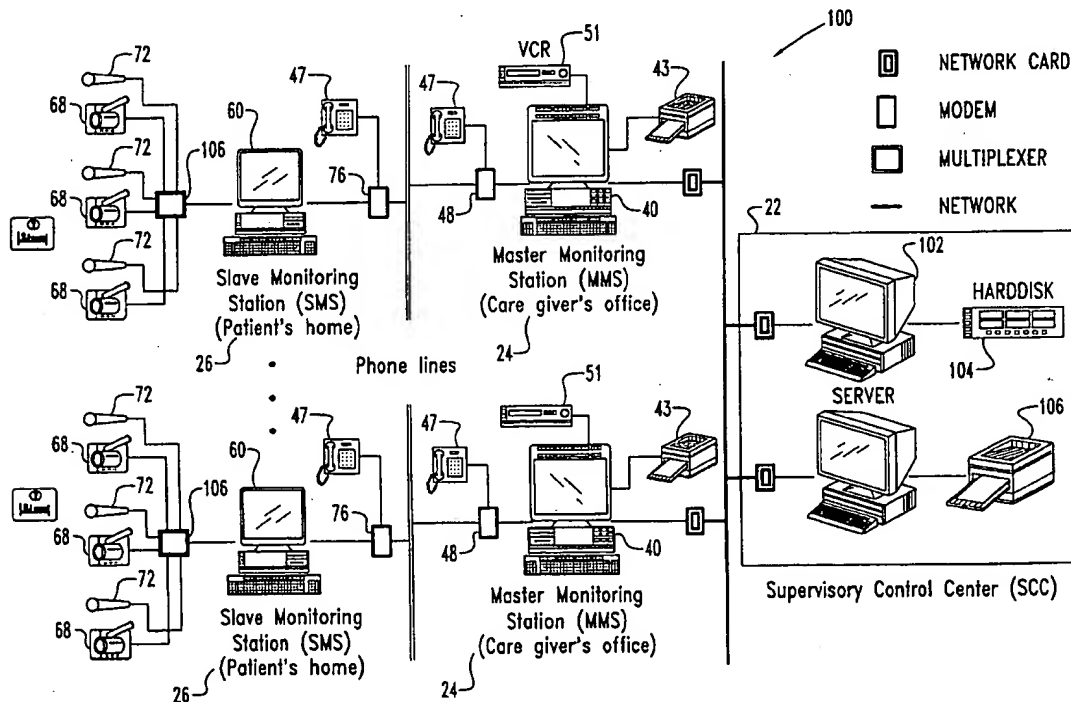 100
NETWORK CARD
MODEM
MULTIPLEXER
NETWORK
72
68
72
68
72
68
106
60
47
76
Slave Monitoring
Station (SMS)
(Patient's home)
26
47
48
VCR
51
43
40
Master Monitoring
Station (MMS)
(Care giver's office)
24
Phone lines
22
102
HARDDISK
104
SERVER
106
Supervisory Control Center (SCC)
72
68
72
68
72
68
106
60
47
76
Slave Monitoring
Station (SMS)
(Patient's home)
26
47
48
51
43
40
Master Monitoring
Station (MMS)
(Care giver's office)
24